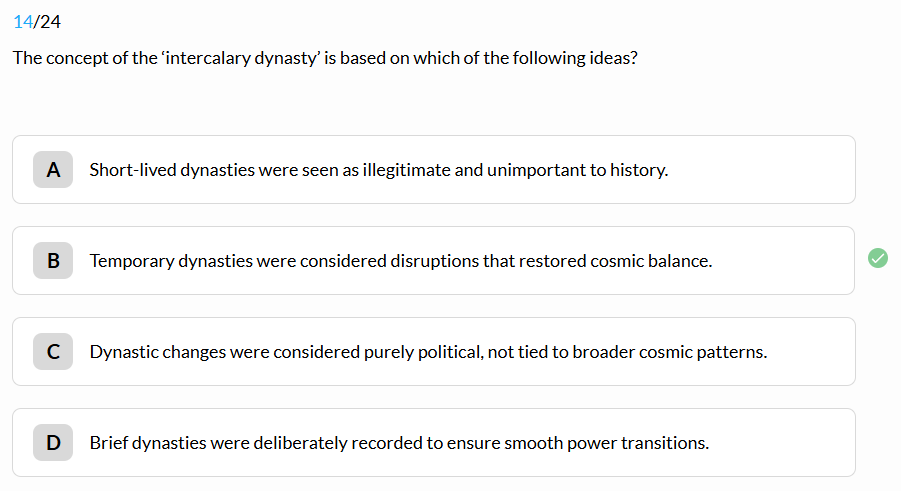 14/24
The concept of the ‘intercalary dynasty’ is based on which of the following ideas?
A Short-lived dynasties were seen as illegitimate and unimportant to history.
B Temporary dynasties were considered disruptions that restored cosmic balance.
C Dynastic changes were considered purely political, not tied to broader cosmic patterns.
D Brief dynasties were deliberately recorded to ensure smooth power transitions.